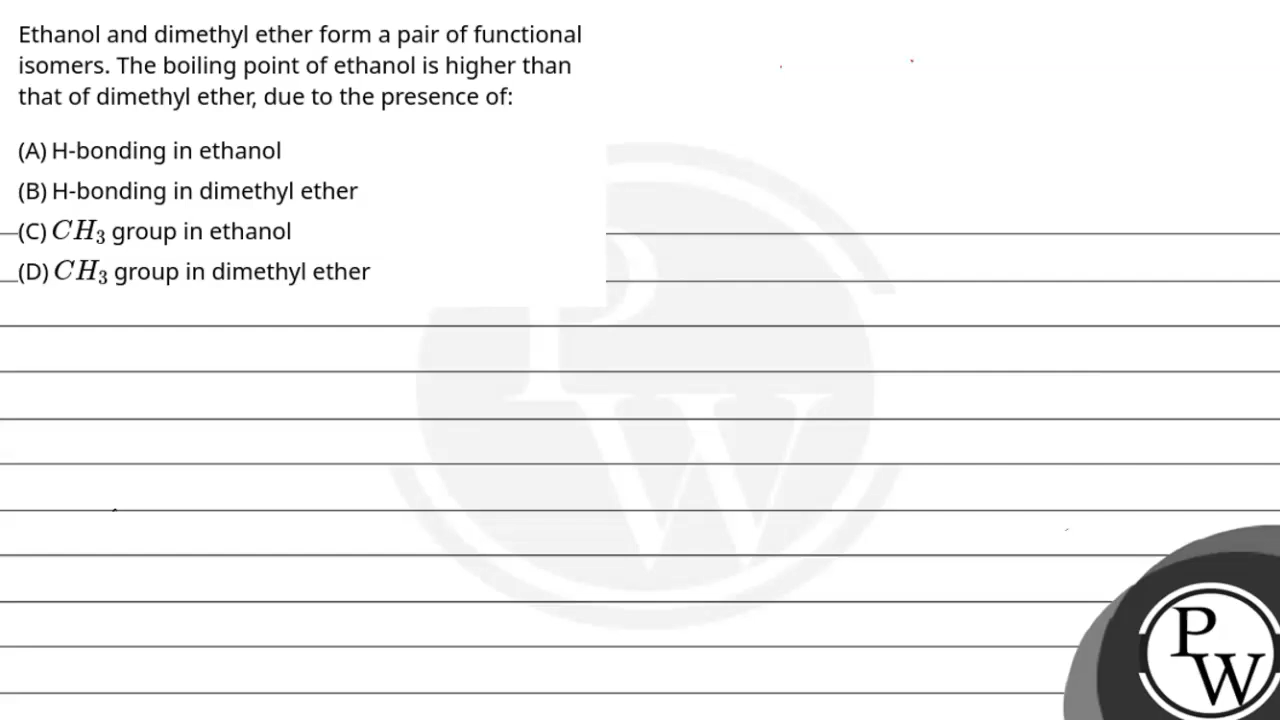 Ethanol and dimethyl ether form a pair of functional
isomers. The boiling point of ethanol is higher than
that of dimethyl ether, due to the presence of:
(A) H-bonding in ethanol
(B) H-bonding in dimethyl ether
(C) CH₃ group in ethanol
(D) CH₃ group in dimethyl ether
P
W
P
W